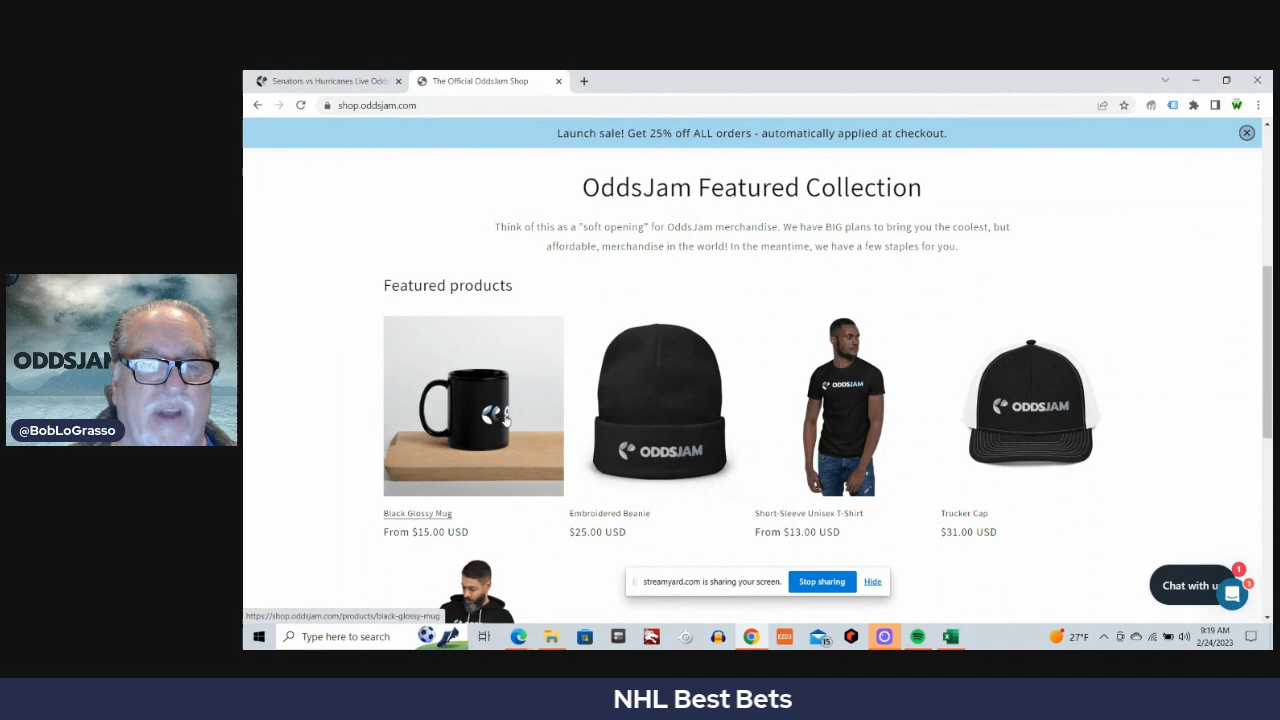 Senators vs Hurricanes Live Odds
The Official OddsJam Shop
shop.oddsjam.com
Launch sale! Get 25% off ALL orders - automatically applied at checkout.
OddsJam Featured Collection
Think of this as a "soft opening" for OddsJam merchandise. We have BIG plans to bring you the coolest, but
affordable, merchandise in the world! In the meantime, we have a few staples for you.
Featured products
ODDSJAM
@BobLoGrasso
ODDSJAM
ODDSJAM
ODDSJAM
Black Glossy Mug
Embroidered Beanie
Short-Sleeve Unisex T-Shirt
Trucker Cap
From $15.00 USD
$25.00 USD
From $13.00 USD
$31.00 USD
streamyard.com is sharing your screen.
Stop sharing
Hide
Chat with u
1
1
https://shop.oddsjam.com/products/black-glossy-mug
Type here to search
15
27°F
9:19 AM
2/24/2023
NHL Best Bets